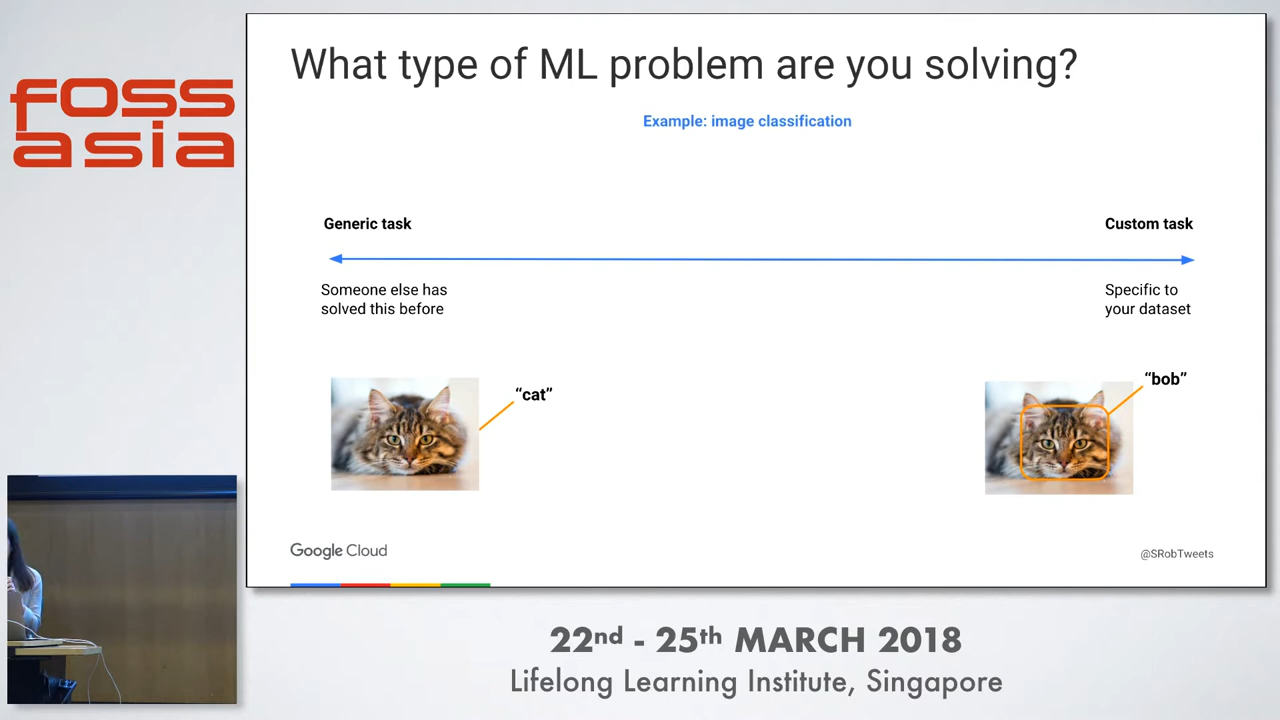 foss
asia
What type of ML problem are you solving?
Example: image classification
Generic task
Custom task
Someone else has
solved this before
Specific to
your dataset
“cat”
“bob”
Google Cloud
@SRobTweets
22nd - 25th MARCH 2018
Lifelong Learning Institute, Singapore